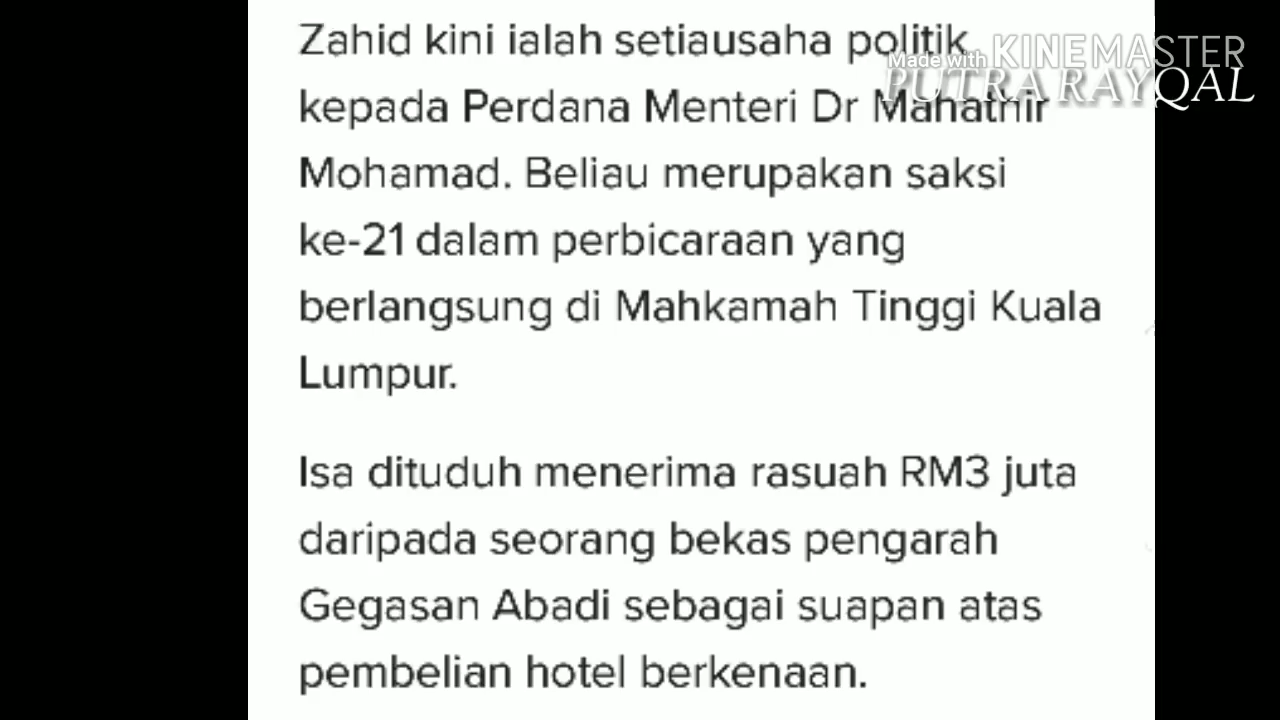 Zahid kini ialah setiausaha politik
Made with KINEMASTER
PUTRA RAYQAL
kepada Perdana Menteri Dr Mahathir
Mohamad. Beliau merupakan saksi
ke-21 dalam perbicaraan yang
berlangsung di Mahkamah Tinggi Kuala
Lumpur.
Isa dituduh menerima rasuah RM3 juta
daripada seorang bekas pengarah
Gegasan Abadi sebagai suapan atas
pembelian hotel berkenaan.